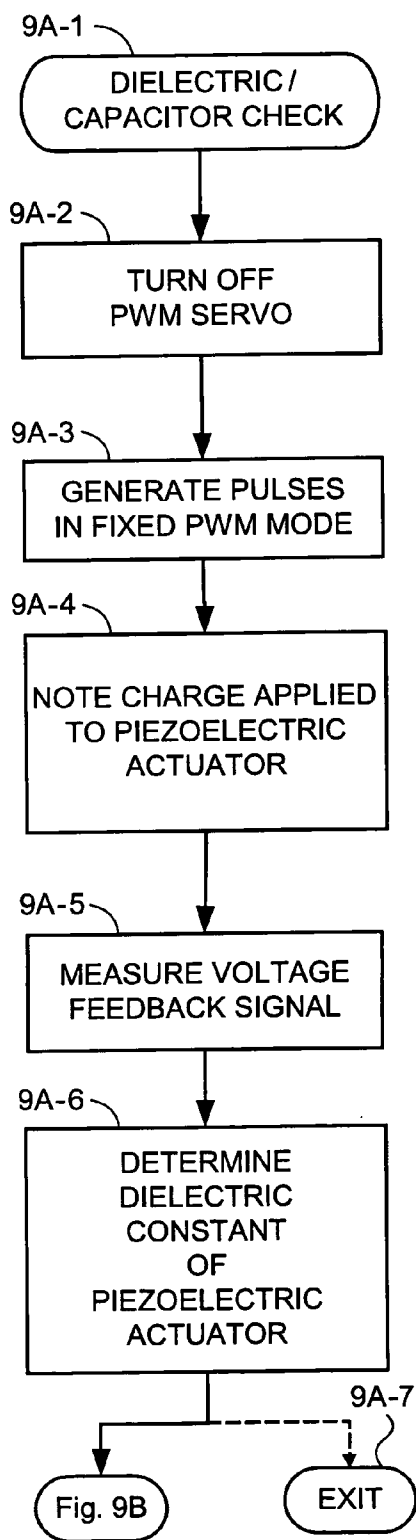 9A-1
DIELECTRIC /
CAPACITOR CHECK
9A-2
TURN OFF
PWM SERVO
9A-3
GENERATE PULSES
IN FIXED PWM MODE
9A-4
NOTE CHARGE APPLIED
TO PIEZOELECTRIC
ACTUATOR
9A-5
MEASURE VOLTAGE
FEEDBACK SIGNAL
9A-6
DETERMINE
DIELECTRIC
CONSTANT
OF
PIEZOELECTRIC
ACTUATOR
9A-7
Fig. 9B
EXIT